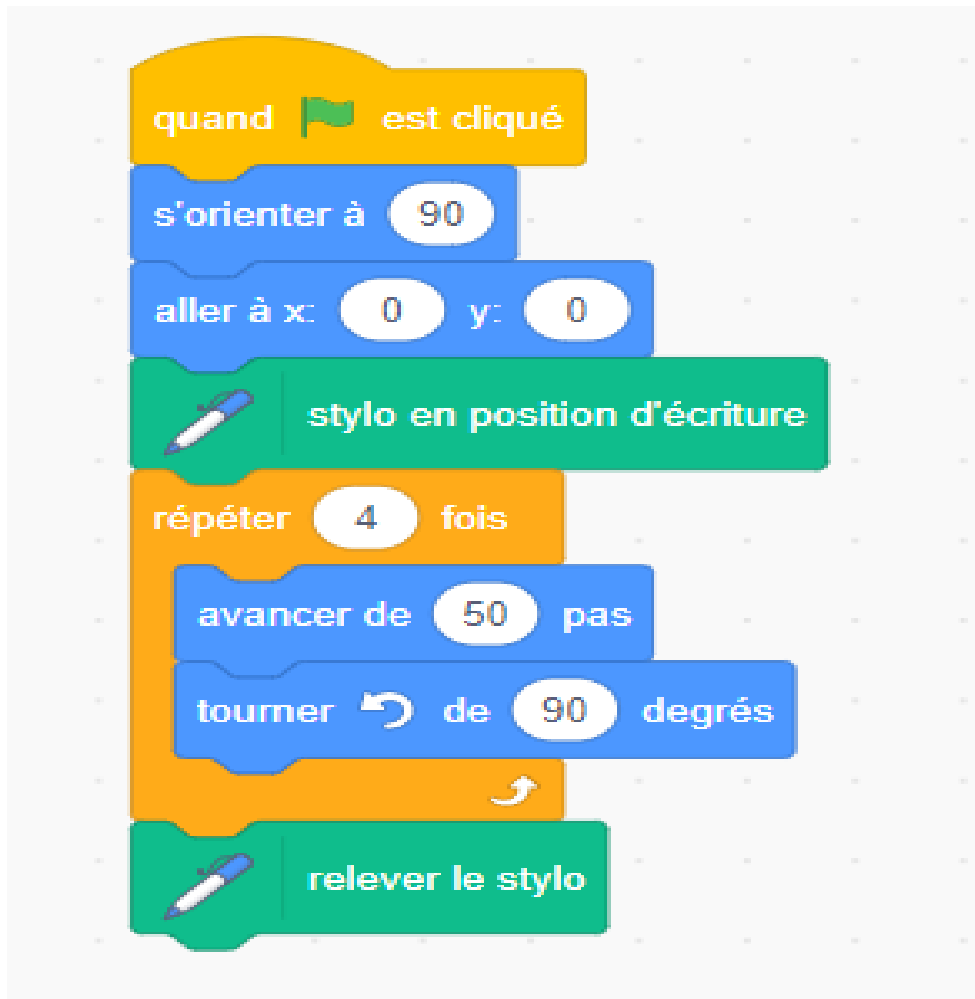 quand est cliqué
s'orienter à 90
aller à x: 0 y: 0
stylo en position d'écriture
répéter 4 fois
avancer de 50 pas
tourner de 90 degrés
relever le stylo